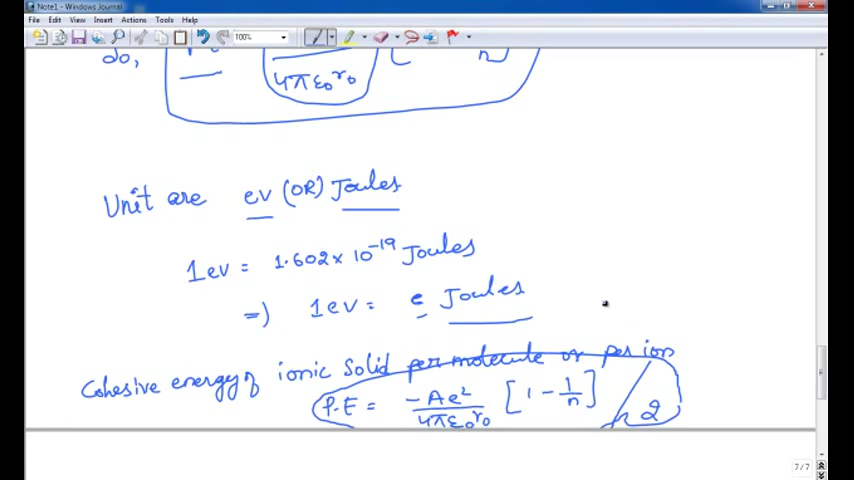 Note1 - Windows Journal
File Edit View Insert Actions Tools Help
100%
do,
4πε₀r₀
n
Unit are ev (OR) Joules
1ev = 1.602 × 10⁻¹⁹ Joules
=> 1ev = e Joules
Cohesive energy of ionic solid per molecule or per ion
P.E = -Ae²/4πε₀r₀ [1 - 1/n] / 2
7/7